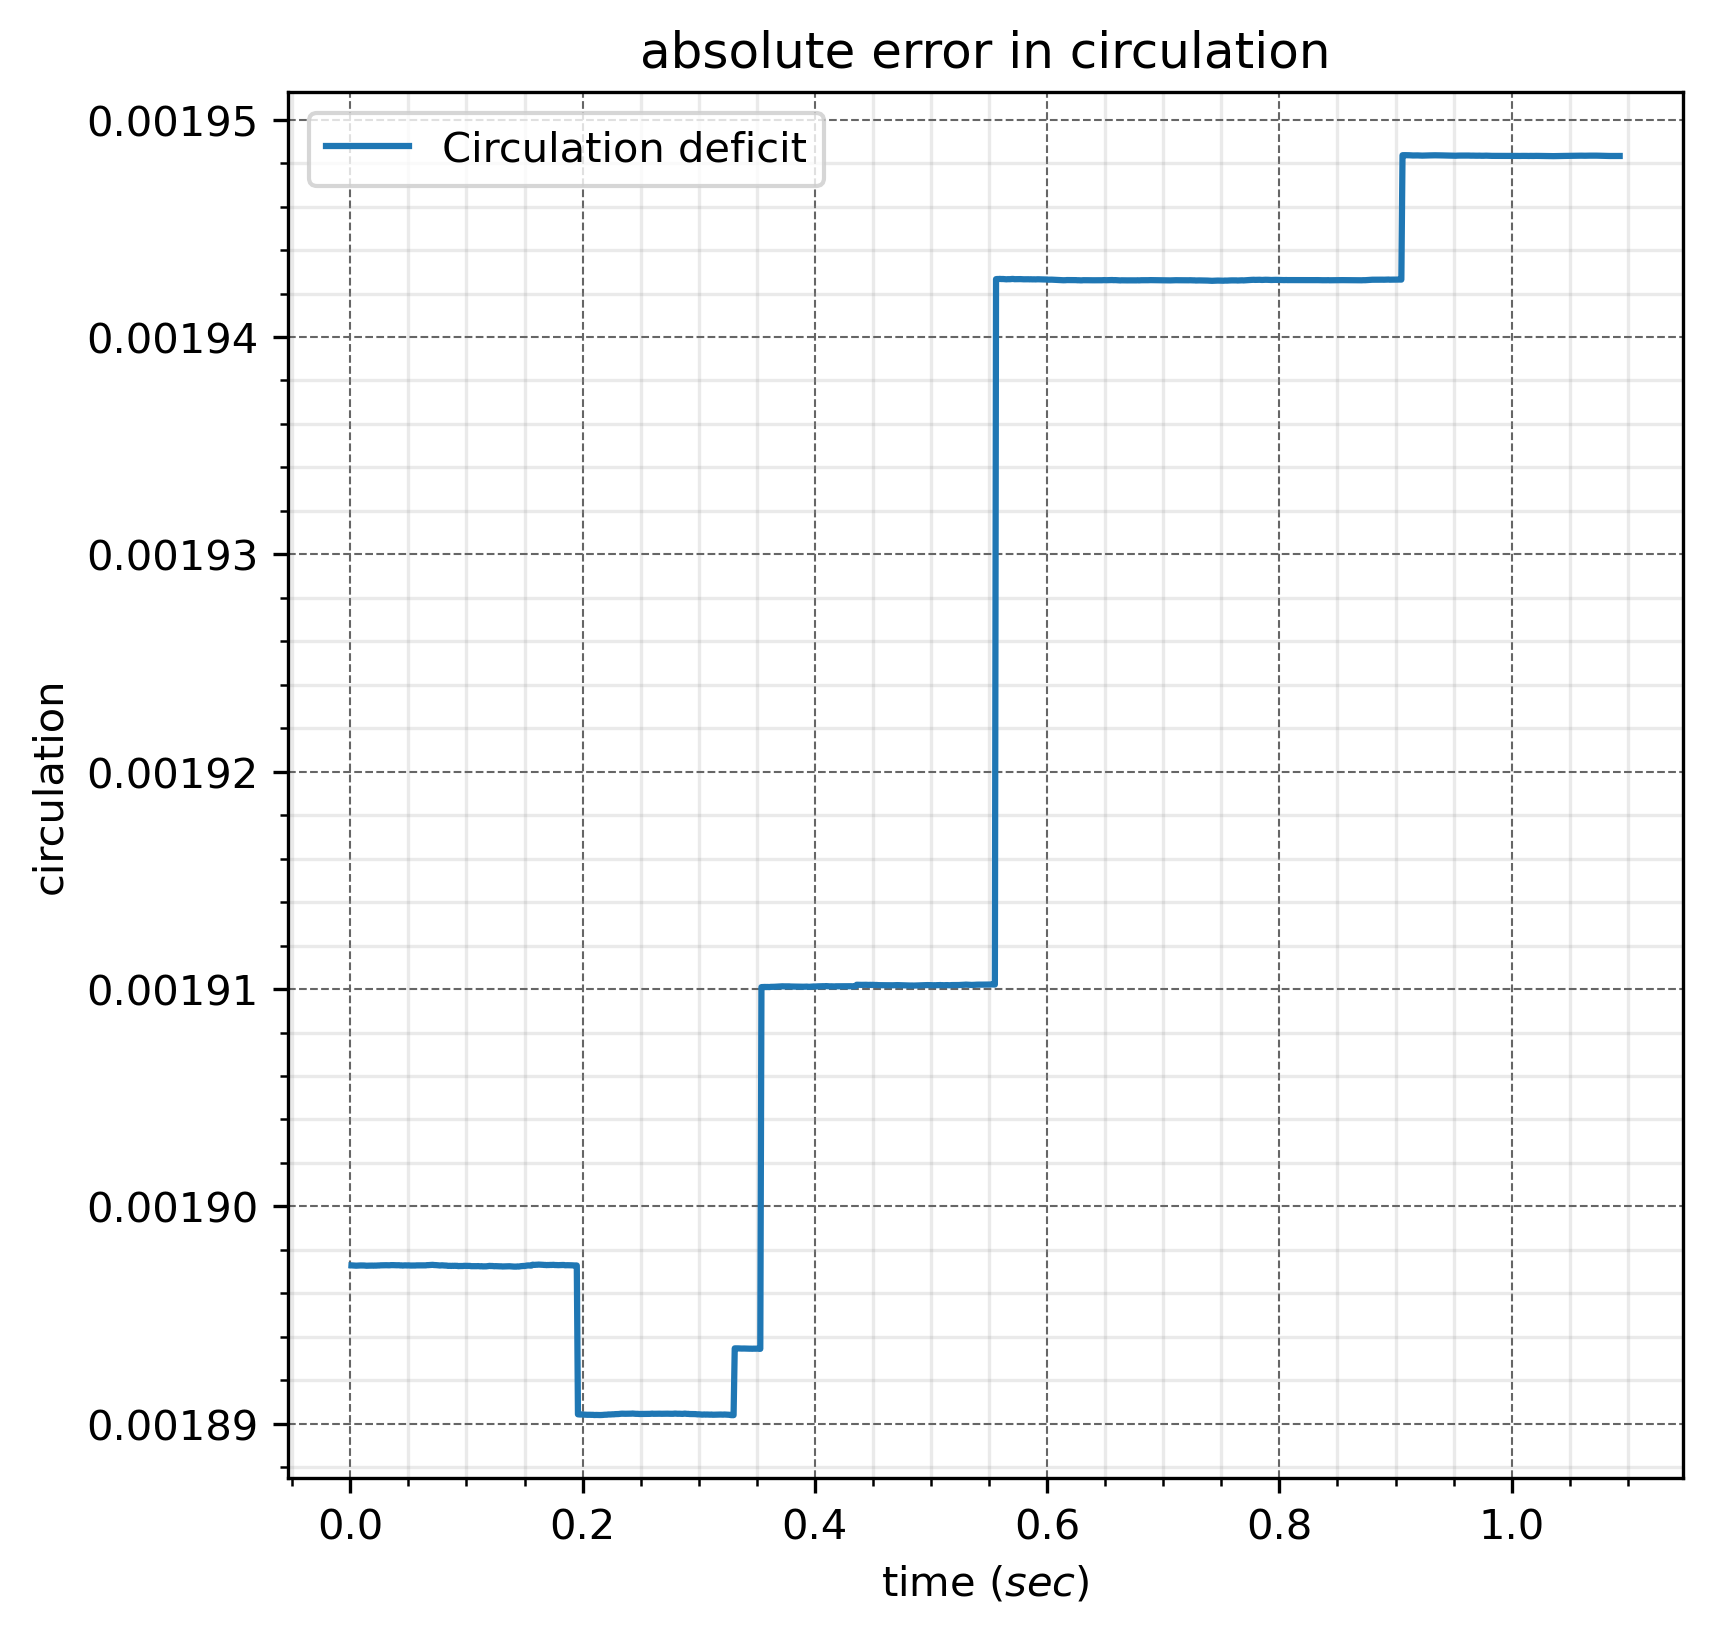 absolute error in circulation
Circulation deficit
0.00195
0.00194
0.00193
0.00192
0.00191
0.00190
0.00189
circulation
0.0 0.2 0.4 0.6 0.8 1.0
time (sec)